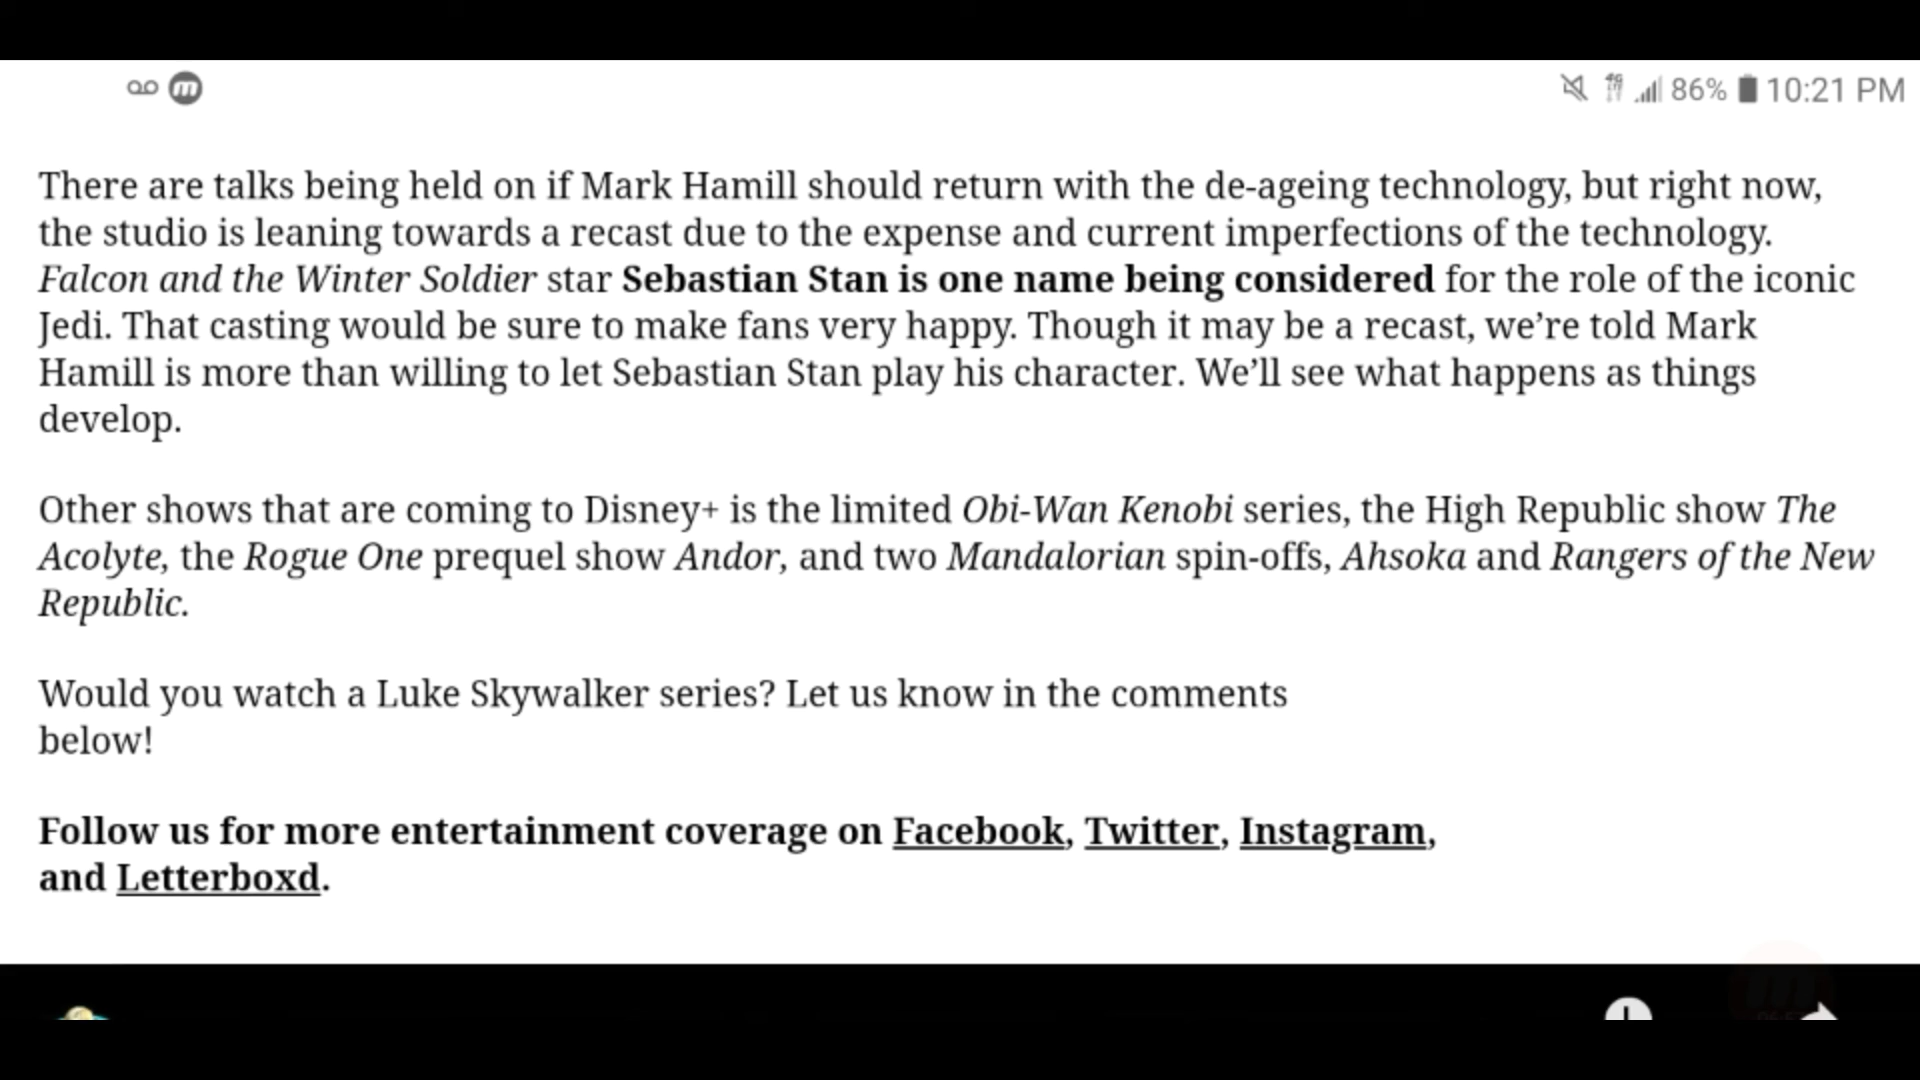 86% 10:21 PM
There are talks being held on if Mark Hamill should return with the de-ageing technology, but right now,
the studio is leaning towards a recast due to the expense and current imperfections of the technology.
Falcon and the Winter Soldier star Sebastian Stan is one name being considered for the role of the iconic
Jedi. That casting would be sure to make fans very happy. Though it may be a recast, we’re told Mark
Hamill is more than willing to let Sebastian Stan play his character. We’ll see what happens as things
develop.
Other shows that are coming to Disney+ is the limited Obi-Wan Kenobi series, the High Republic show The
Acolyte, the Rogue One prequel show Andor, and two Mandalorian spin-offs, Ahsoka and Rangers of the New
Republic.
Would you watch a Luke Skywalker series? Let us know in the comments
below!
Follow us for more entertainment coverage on Facebook, Twitter, Instagram,
and Letterboxd.